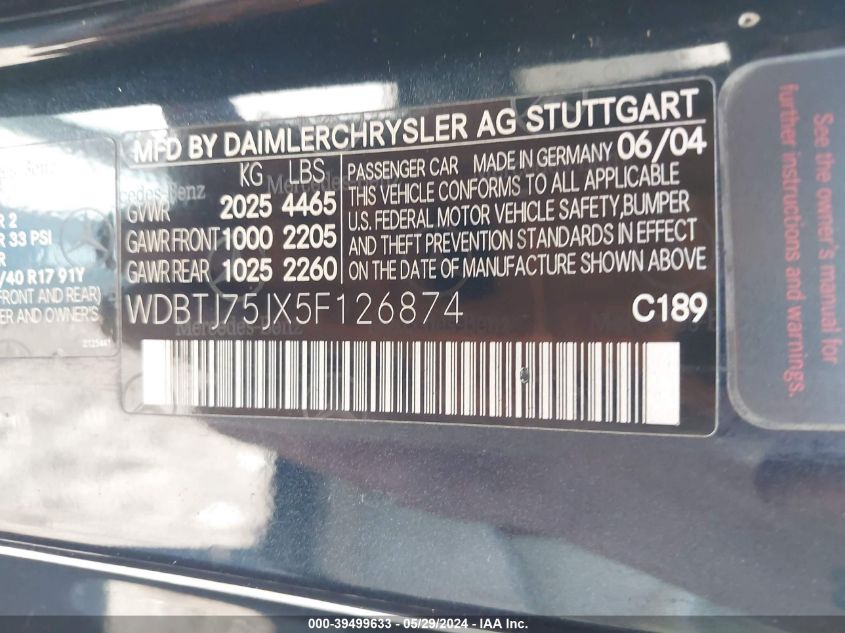 MFD BY DAIMLERCHRYSLER AG STUTTGART
KG LBS
GVWR 2025 4465
GAWR FRONT 1000 2205
GAWR REAR 1025 2260
PASSENGER CAR MADE IN GERMANY 06/04
THIS VEHICLE CONFORMS TO ALL APPLICABLE
U.S. FEDERAL MOTOR VEHICLE SAFETY, BUMPER
AND THEFT PREVENTION STANDARDS IN EFFECT
ON THE DATE OF MANUFACTURE SHOWN ABOVE
WDBTJ75JX5F126874 C189
Mercedes-Benz
R 2
R 33 PSI
/40 R17 91Y
FRONT AND REAR)
ER AND OWNER'S
See the owner's manual for
further instructions and warnings.
000-39499633 - 05/29/2024 - IAA Inc.